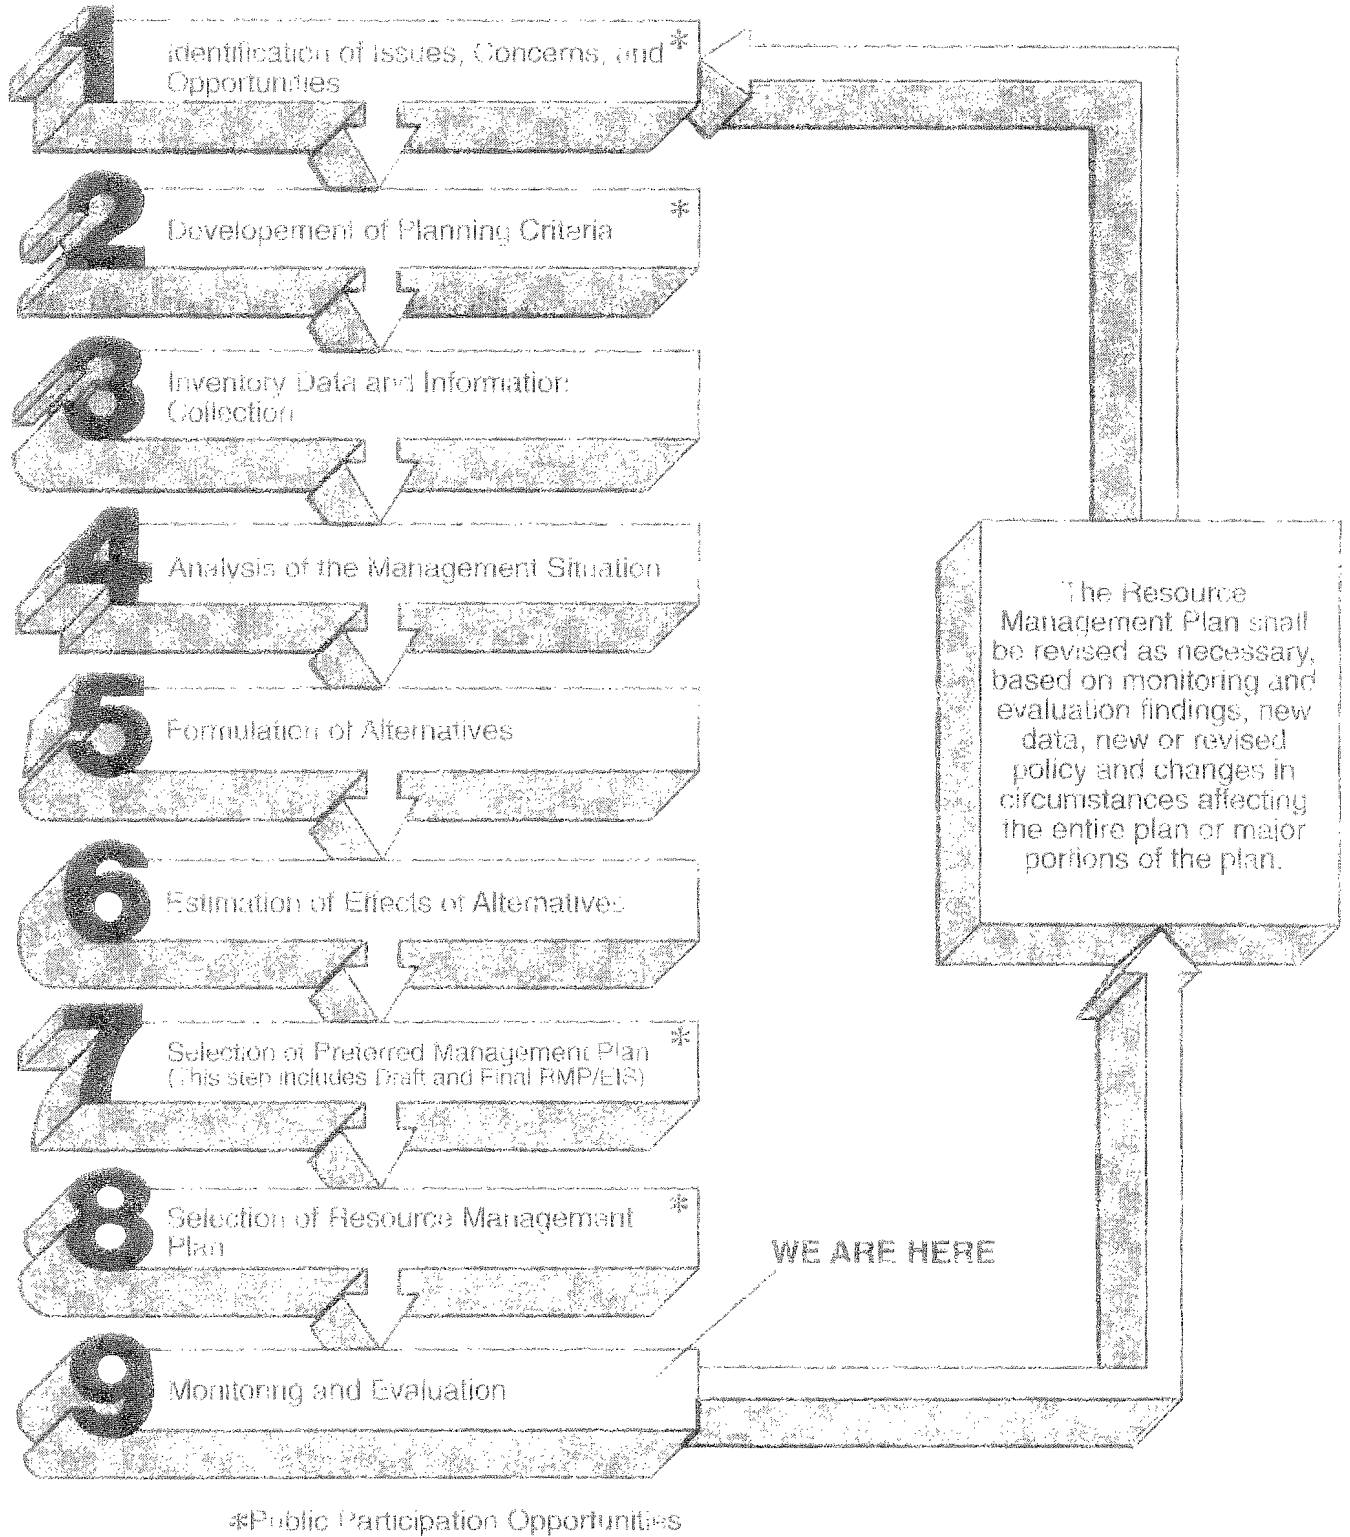 1
Identification of Issues, Concerns, and *
Opportunities
2
Developement of Planning Criteria *
3
Inventory Data and Information
Collection
4
Analysis of the Management Situation
5
Formulation of Alternatives
6
Estimation of Effects of Alternatives
7
Selection of Preferred Management Plan *
(This step includes Draft and Final RMP/EIS)
8
Selection of Resource Management *
Plan
9
Monitoring and Evaluation
WE ARE HERE
The Resource
Management Plan shall
be revised as necessary,
based on monitoring and
evaluation findings, new
data, new or revised
policy and changes in
circumstances affecting
the entire plan or major
portions of the plan.
*Public Participation Opportunities